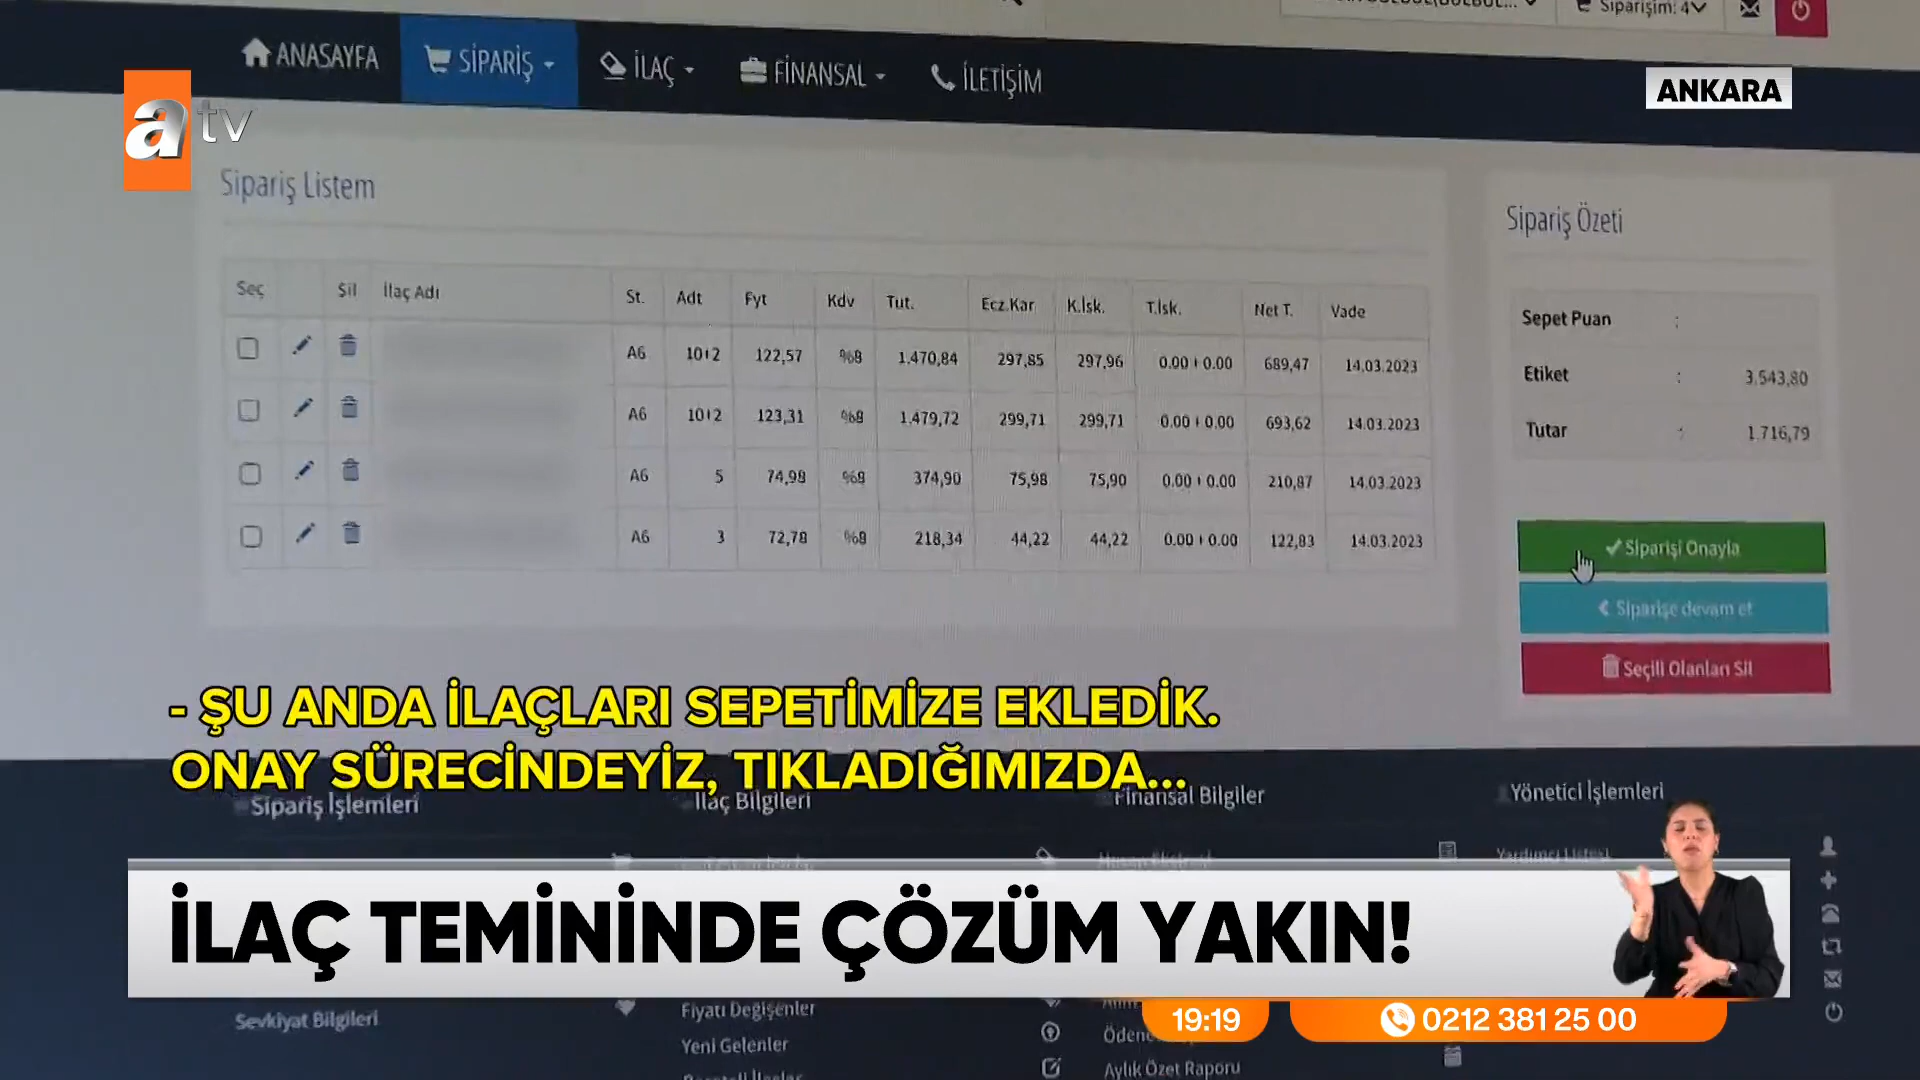 Siparişim: 4
ANASAYFA
SİPARİŞ
İLAÇ
FİNANSAL
İLETİŞİM
ANKARA
a tv
Sipariş Listem
Sipariş Özeti
Seç Sil İlaç Adı St. Adt Fyt Kdv Tut. Ecz.Kar K.İsk. T.İsk. Net T. Vade
A6 10+2 122,57 %8 1.470,84 297,85 297,96 0.00 + 0.00 689,47 14.03.2023
A6 10+2 123,31 %8 1.479,72 299,71 299,71 0.00 + 0.00 693,62 14.03.2023
A6 5 74,98 %8 374,90 75,98 75,90 0.00 + 0.00 210,87 14.03.2023
A6 3 72,78 %8 218,34 44,22 44,22 0.00 + 0.00 122,83 14.03.2023
Sepet Puan :
Etiket : 3.543,80
Tutar : 1.716,79
Siparişi Onayla
Siparişe devam et
Seçili Olanları Sil
- ŞU ANDA İLAÇLARI SEPETİMİZE EKLEDİK.
ONAY SÜRECİNDEYİZ, TIKLADIĞIMIZDA...
Sipariş İşlemleri
İlaç Bilgileri
Finansal Bilgiler
Yönetici İşlemleri
Yardımcı Listesi
İLAÇ TEMİNİNDE ÇÖZÜM YAKIN!
Sevkiyat Bilgileri
Fiyatı Değişenler
Yeni Gelenler
Aylık Özet Raporu
19:19
0212 381 25 00